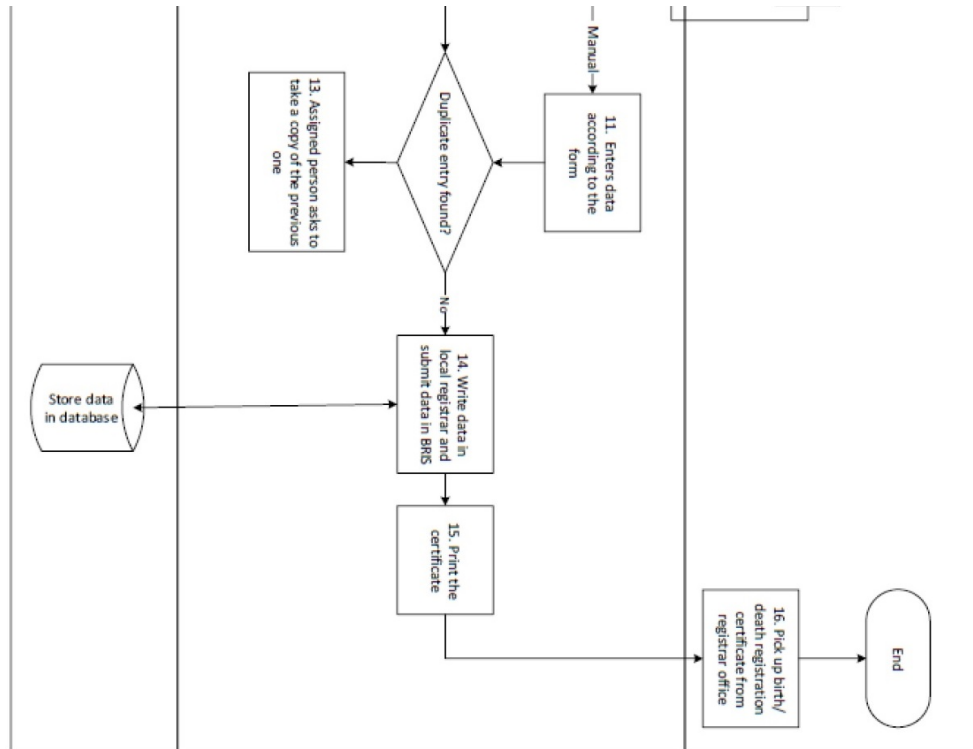 Manual
11. Enters data
according to the
form
Duplicate entry found?
13. Assigned person asks to
take a copy of the previous
one
No
14. Write data in
local registrar and
submit data in BRIS
Store data
in database
15. Print the
certificate
16. Pick up birth/
death registration
certificate from
registrar office
End